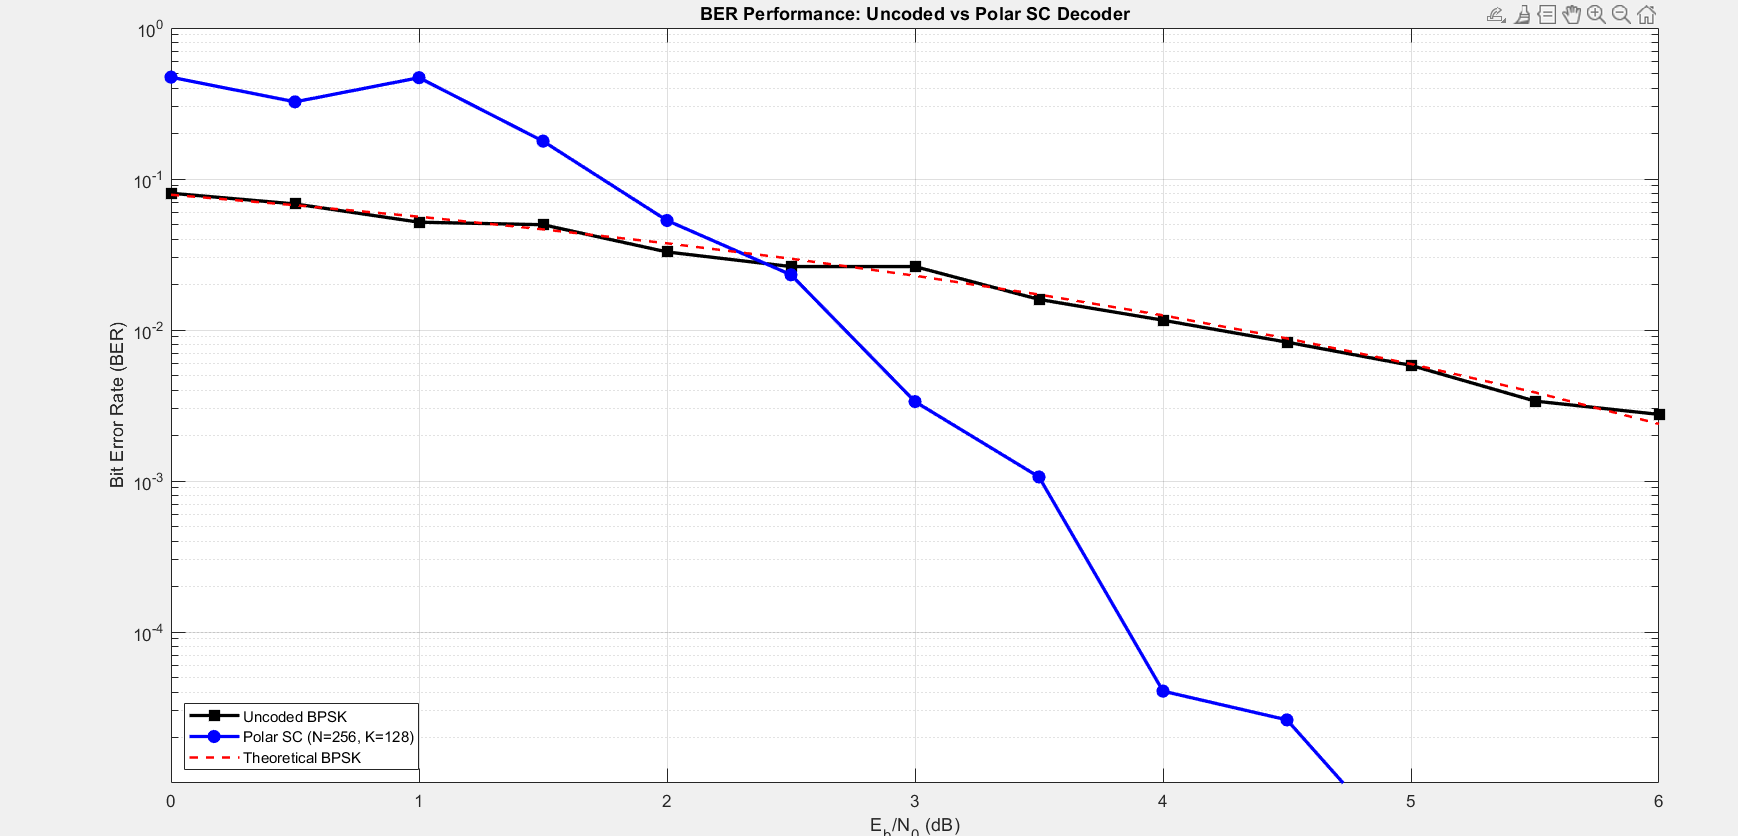 BER Performance: Uncoded vs Polar SC Decoder
10^0
10^-1
10^-2
10^-3
10^-4
Bit Error Rate (BER)
Uncoded BPSK
Polar SC (N=256, K=128)
Theoretical BPSK
0 1 2 3 4 5 6
E_b/N_0 (dB)